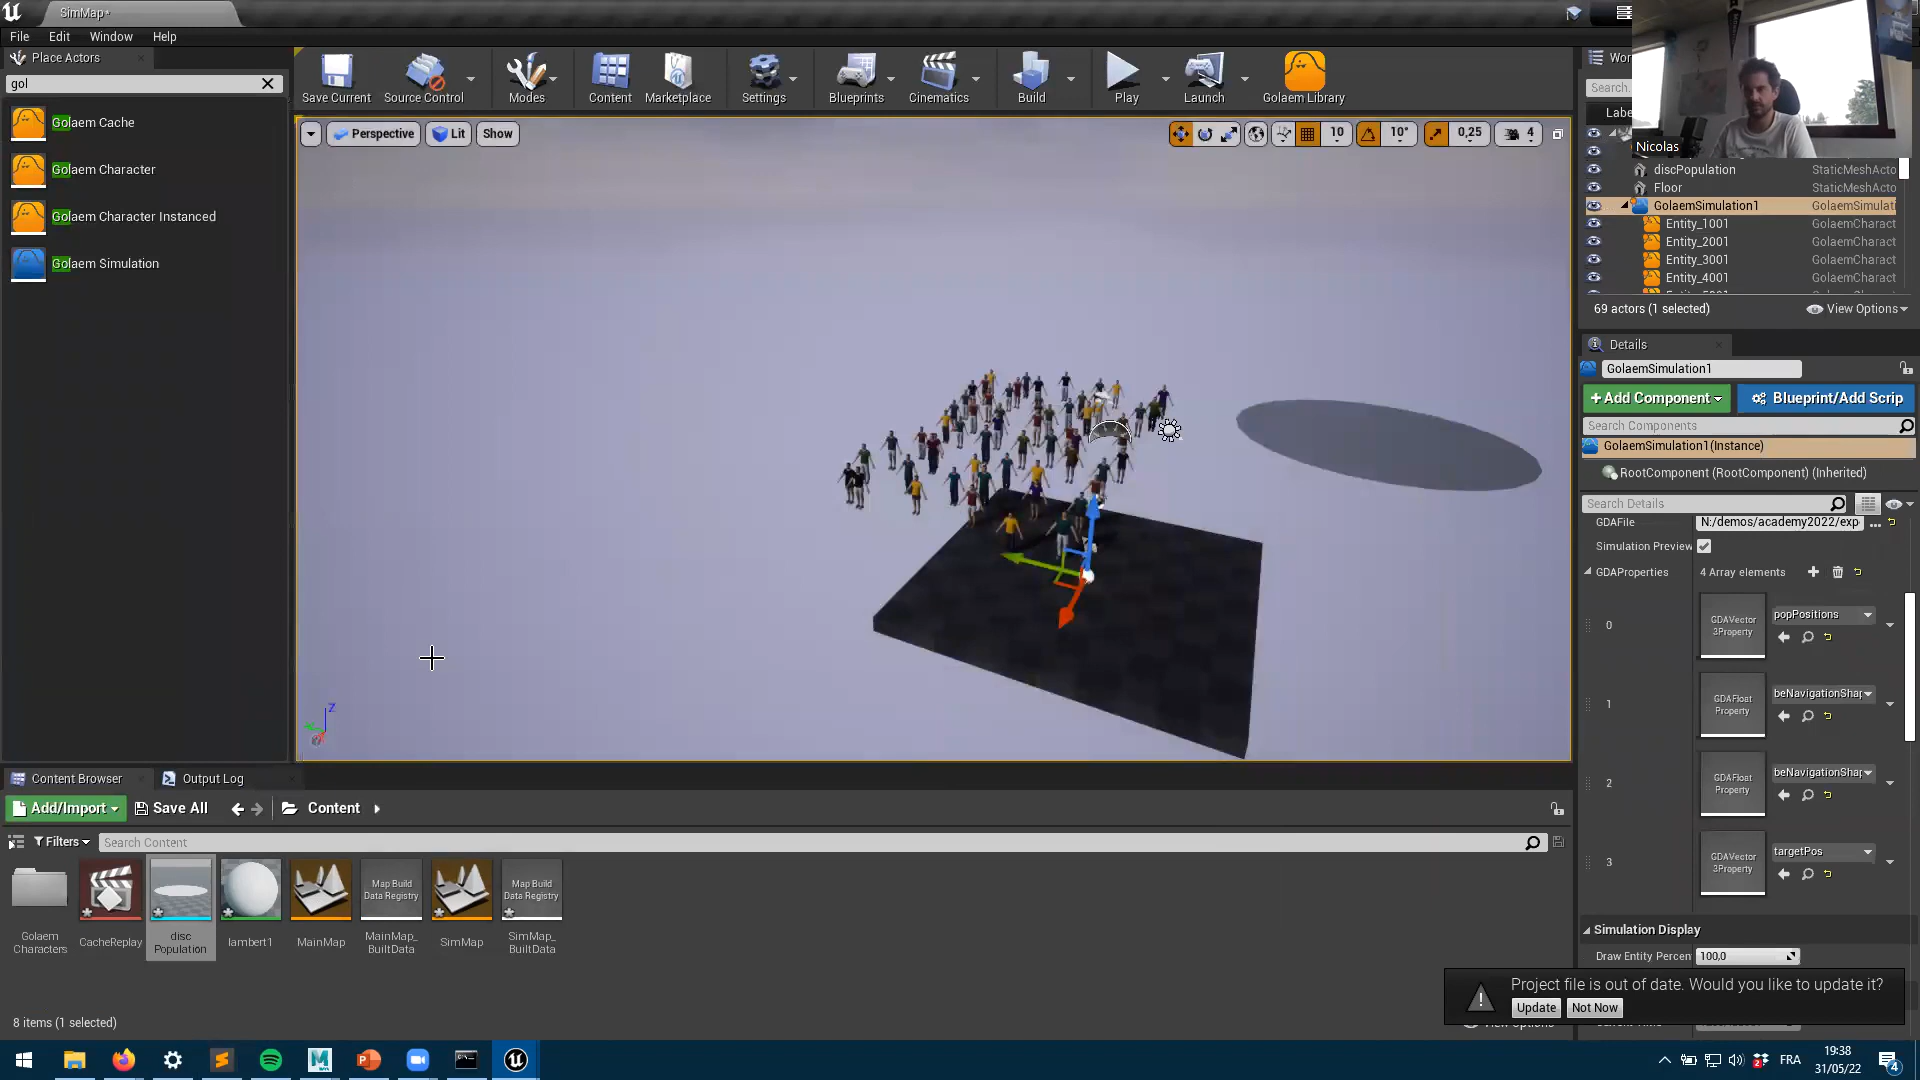 SimMap*
File Edit Window Help
Place Actors
gol
Golaem Cache
Golaem Character
Golaem Character Instanced
Golaem Simulation
Save Current
Source Control
Modes
Content
Marketplace
Settings
Blueprints
Cinematics
Build
Play
Launch
Golaem Library
Perspective
Lit
Show
10
10°
0,25
4
Z
Nicolas
Search
discPopulation StaticMeshActo
Floor StaticMeshActo
GolaemSimulation1 GolaemSimulati
Entity_1001 GolaemCharact
Entity_2001 GolaemCharact
Entity_3001 GolaemCharact
Entity_4001 GolaemCharact
69 actors (1 selected)
View Options
Details
GolaemSimulation1
+Add Component
Blueprint/Add Scrip
Search Components
GolaemSimulation1(Instance)
RootComponent (RootComponent) (Inherited)
Search Details
GDAFile N:/demos/academy2022/exp ...
Simulation Preview
GDAProperties 4 Array elements
0 GDAVector 3Property popPositions
1 GDAFloat Property beNavigationShap
2 GDAFloat Property beNavigationShap
3 GDAVector 3Property targetPos
Simulation Display
Draw Entity Percen 100,0
Project file is out of date. Would you like to update it?
Update Not Now
Content Browser
Output Log
Add/Import
Save All
Content
Filters
Search Content
Map Build Data Registry
Map Build Data Registry
Golaem Characters
CacheReplay
disc Population
lambert1
MainMap
MainMap_ BuiltData
SimMap
SimMap_ BuiltData
8 items (1 selected)
FRA
19:38
31/05/22
4